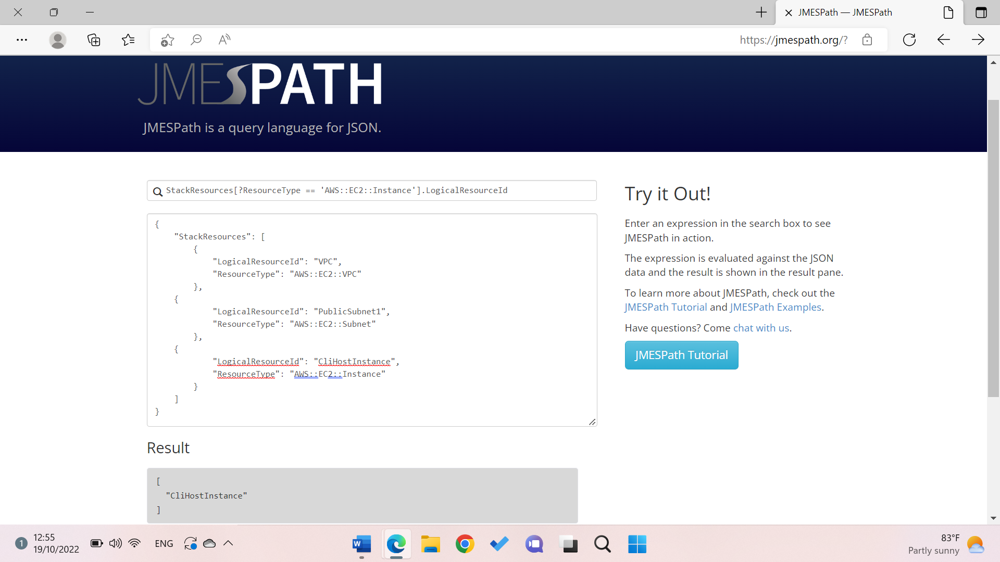 JMESPath — JMESPath
https://jmespath.org/?
JMESPATH
JMESPath is a query language for JSON.
StackResources[?ResourceType == 'AWS::EC2::Instance'].LogicalResourceId
{
    "StackResources": [
        {
            "LogicalResourceId": "VPC",
            "ResourceType": "AWS::EC2::VPC"
        },
    {
            "LogicalResourceId": "PublicSubnet1",
            "ResourceType": "AWS::EC2::Subnet"
        },
    {
            "LogicalResourceId": "CliHostInstance",
            "ResourceType": "AWS::EC2::Instance"
        }
    ]
}
Result
[
  "CliHostInstance"
]
Try it Out!
Enter an expression in the search box to see
JMESPath in action.
The expression is evaluated against the JSON
data and the result is shown in the result pane.
To learn more about JMESPath, check out the
JMESPath Tutorial and JMESPath Examples.
Have questions? Come chat with us.
JMESPath Tutorial
1
12:55
19/10/2022
ENG
W
83°F
Partly sunny